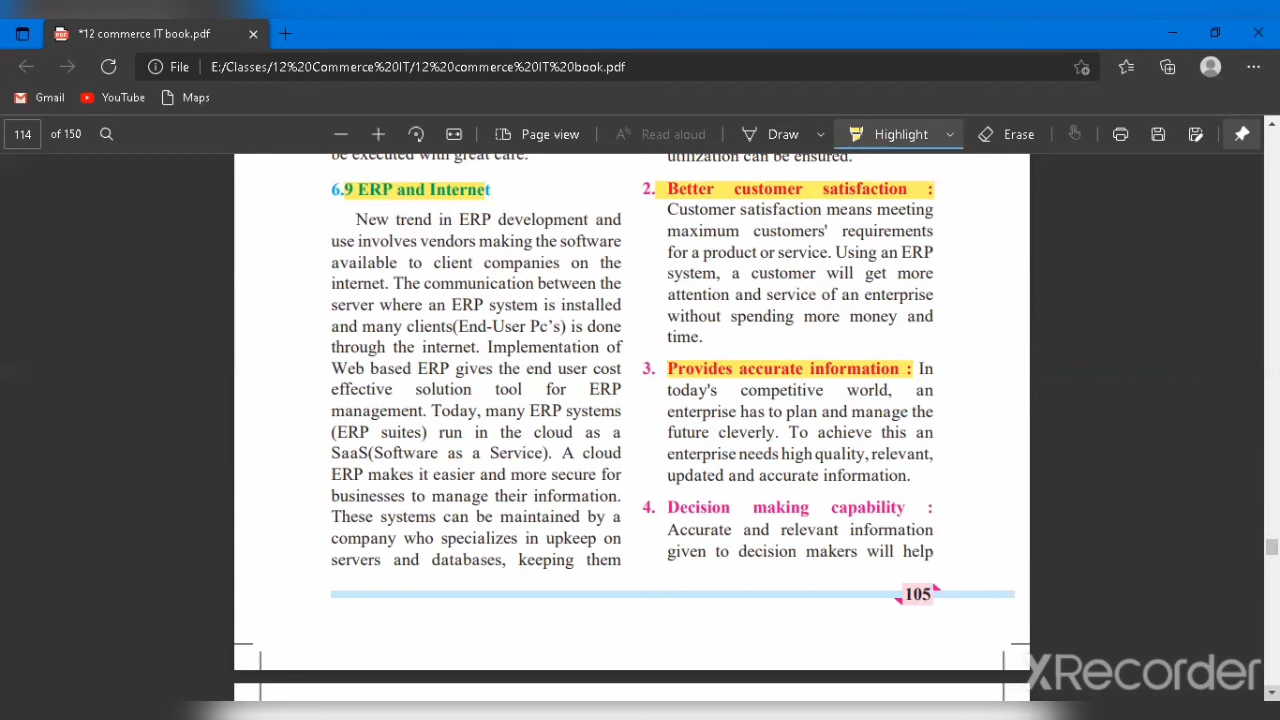 *12 commerce IT book.pdf
File
E:/Classes/12%20Commerce%20IT/12%20commerce%20IT%20book.pdf
Gmail
YouTube
Maps
114
of 150
Page view
Read aloud
Draw
Highlight
Erase
be executed with great care.
6.9 ERP and Internet
New trend in ERP development and
use involves vendors making the software
available to client companies on the
internet. The communication between the
server where an ERP system is installed
and many clients(End-User Pc's) is done
through the internet. Implementation of
Web based ERP gives the end user cost
effective solution tool for ERP
management. Today, many ERP systems
(ERP suites) run in the cloud as a
SaaS(Software as a Service). A cloud
ERP makes it easier and more secure for
businesses to manage their information.
These systems can be maintained by a
company who specializes in upkeep on
servers and databases, keeping them
utilization can be ensured.
2. Better customer satisfaction :
Customer satisfaction means meeting
maximum customers' requirements
for a product or service. Using an ERP
system, a customer will get more
attention and service of an enterprise
without spending more money and
time.
3. Provides accurate information : In
today's competitive world, an
enterprise has to plan and manage the
future cleverly. To achieve this an
enterprise needs high quality, relevant,
updated and accurate information.
4. Decision making capability :
Accurate and relevant information
given to decision makers will help
105
XRecorder